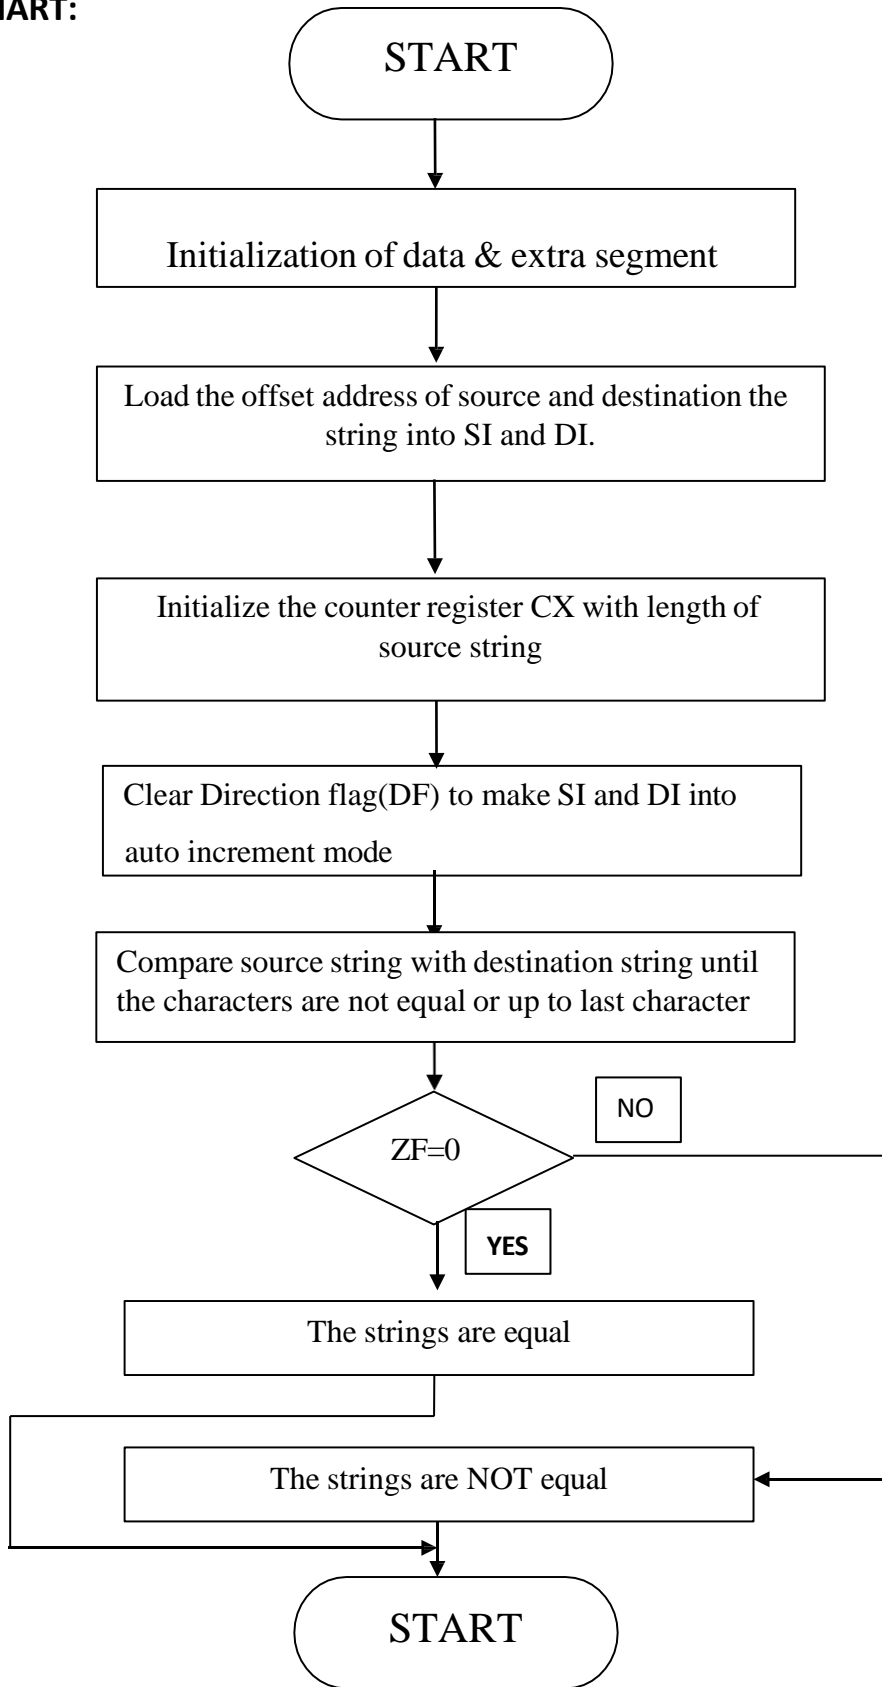 HART:
START
Initialization of data & extra segment
Load the offset address of source and destination the
string into SI and DI.
Initialize the counter register CX with length of
source string
Clear Direction flag(DF) to make SI and DI into
auto increment mode
Compare source string with destination string until
the characters are not equal or up to last character
NO
ZF=0
YES
The strings are equal
The strings are NOT equal
START